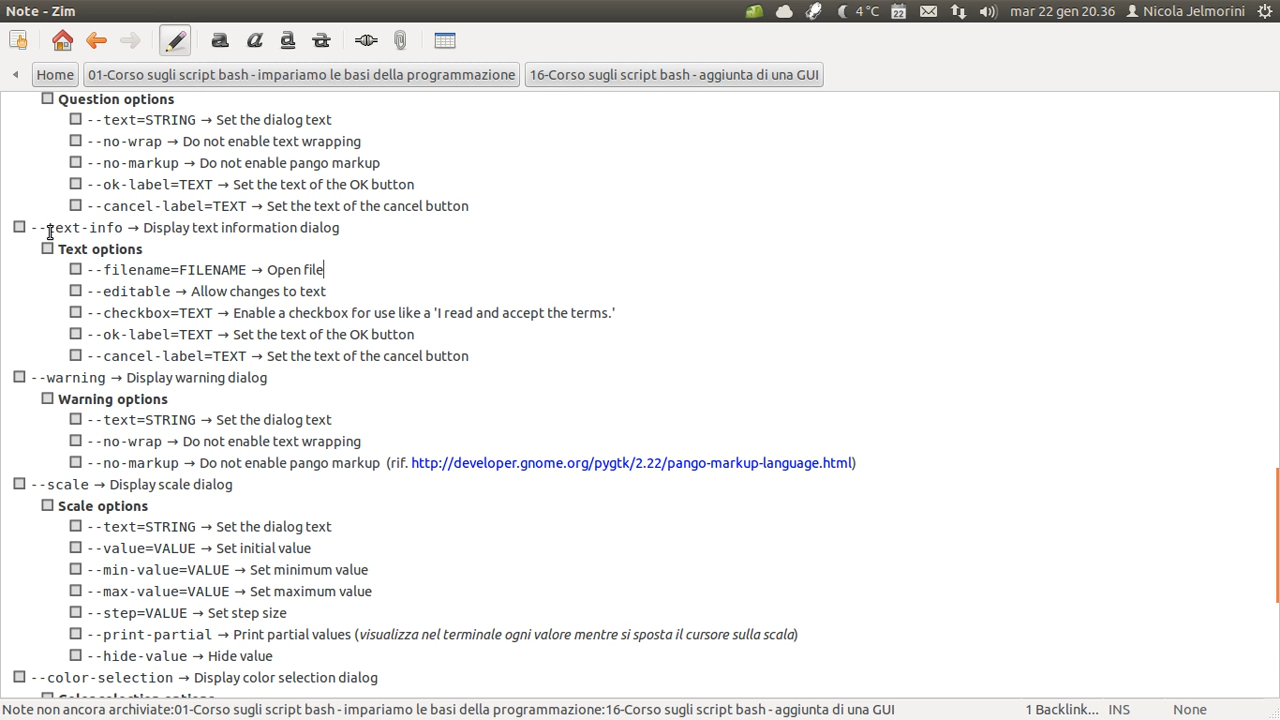 Note - Zim
4 °C
22
mar 22 gen 20.36
Nicola Jelmorini
a a a a
Home
01-Corso sugli script bash - impariamo le basi della programmazione
16-Corso sugli script bash - aggiunta di una GUI
Question options
--text=STRING → Set the dialog text
--no-wrap → Do not enable text wrapping
--no-markup → Do not enable pango markup
--ok-label=TEXT → Set the text of the OK button
--cancel-label=TEXT → Set the text of the cancel button
--text-info → Display text information dialog
Text options
--filename=FILENAME → Open file
--editable → Allow changes to text
--checkbox=TEXT → Enable a checkbox for use like a 'I read and accept the terms.'
--ok-label=TEXT → Set the text of the OK button
--cancel-label=TEXT → Set the text of the cancel button
--warning → Display warning dialog
Warning options
--text=STRING → Set the dialog text
--no-wrap → Do not enable text wrapping
--no-markup → Do not enable pango markup (rif. http://developer.gnome.org/pygtk/2.22/pango-markup-language.html)
--scale → Display scale dialog
Scale options
--text=STRING → Set the dialog text
--value=VALUE → Set initial value
--min-value=VALUE → Set minimum value
--max-value=VALUE → Set maximum value
--step=VALUE → Set step size
--print-partial → Print partial values (visualizza nel terminale ogni valore mentre si sposta il cursore sulla scala)
--hide-value → Hide value
--color-selection → Display color selection dialog
Color selection options
Note non ancora archiviate:01-Corso sugli script bash - impariamo le basi della programmazione:16-Corso sugli script bash - aggiunta di una GUI
1 Backlink...
INS
None